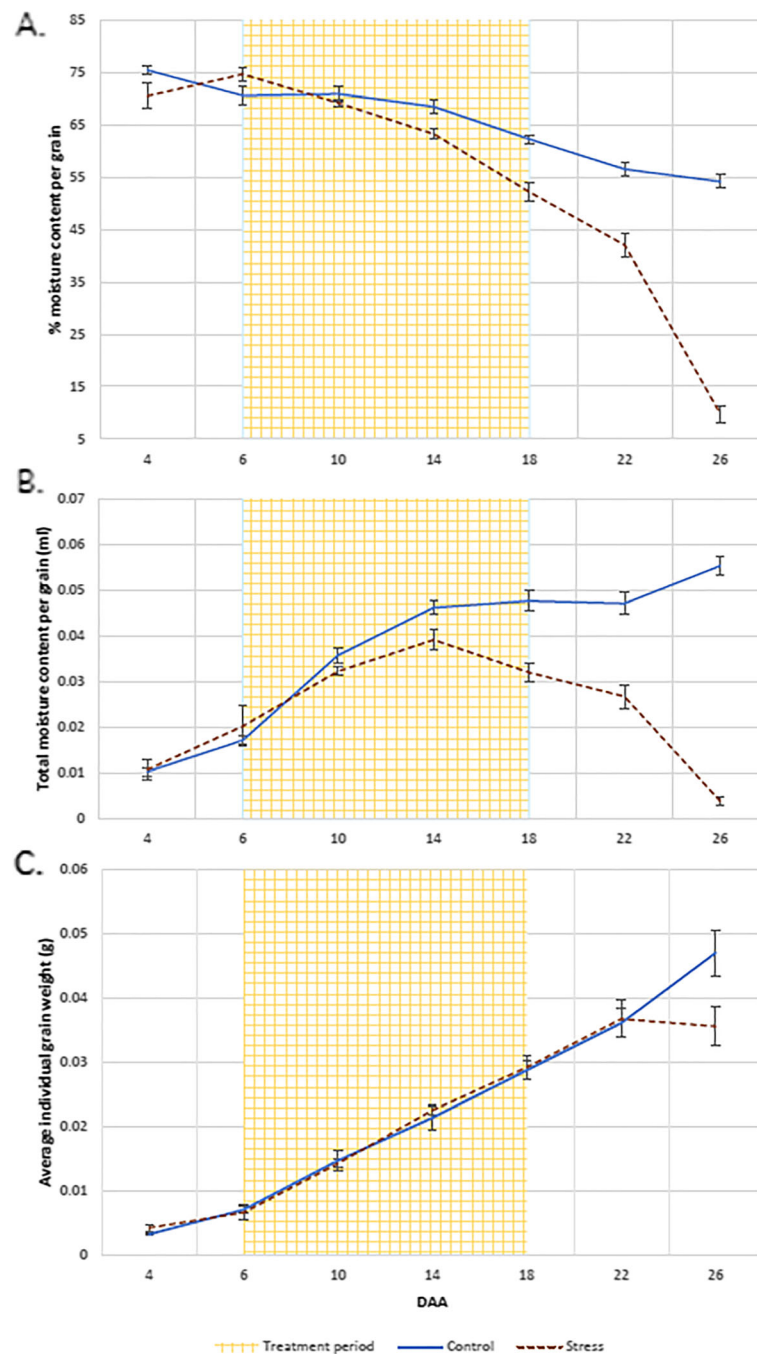 A.
85
75
65
55
45
35
25
15
5
% moisture content per grain
4 6 10 14 18 22 26
B.
0.07
0.06
0.05
0.04
0.03
0.02
0.01
0
Total moisture content per grain (ml)
4 6 10 14 18 22 26
C.
0.06
0.05
0.04
0.03
0.02
0.01
0
Average individual grain weight (g)
4 6 10 14 18 22 26
DAA
Treatment period Control Stress